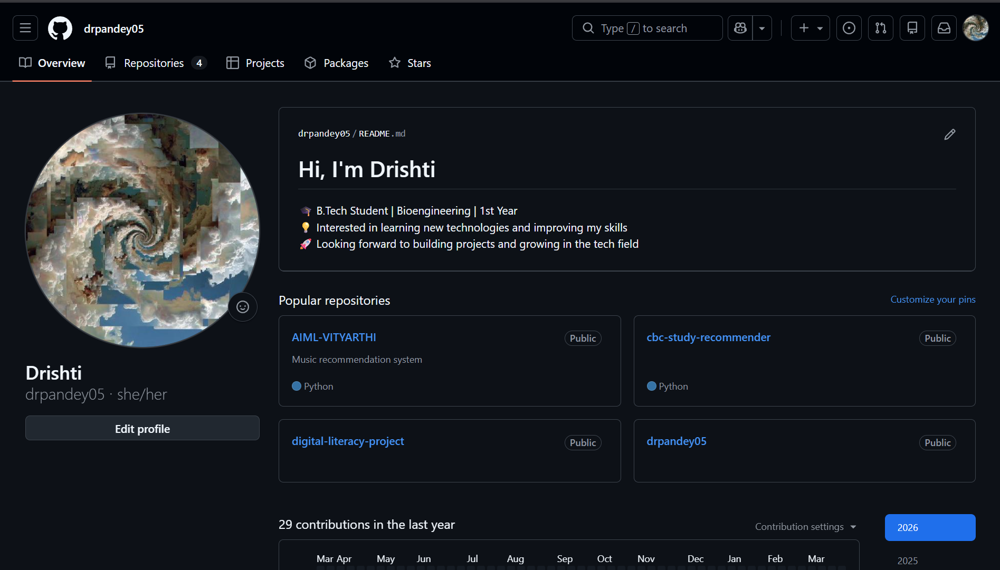 drpandey05
Type / to search
Overview
Repositories 4
Projects
Packages
Stars
drpandey05 / README.md
Hi, I'm Drishti
🎓 B.Tech Student | Bioengineering | 1st Year
💡 Interested in learning new technologies and improving my skills
🚀 Looking forward to building projects and growing in the tech field
Drishti
drpandey05 · she/her
Edit profile
Popular repositories
Customize your pins
AIML-VITYARTHI
Public
Music recommendation system
Python
cbc-study-recommender
Public
Python
digital-literacy-project
Public
drpandey05
Public
29 contributions in the last year
Contribution settings
2026
2025
Mar Apr May Jun Jul Aug Sep Oct Nov Dec Jan Feb Mar